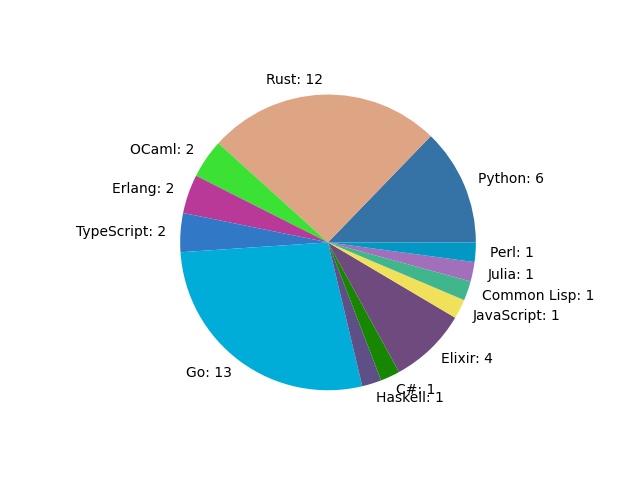 Rust: 12
OCaml: 2
Python: 6
Erlang: 2
TypeScript: 2
Perl: 1
Julia: 1
Common Lisp: 1
JavaScript: 1
Elixir: 4
Go: 13
C#: 1
Haskell: 1